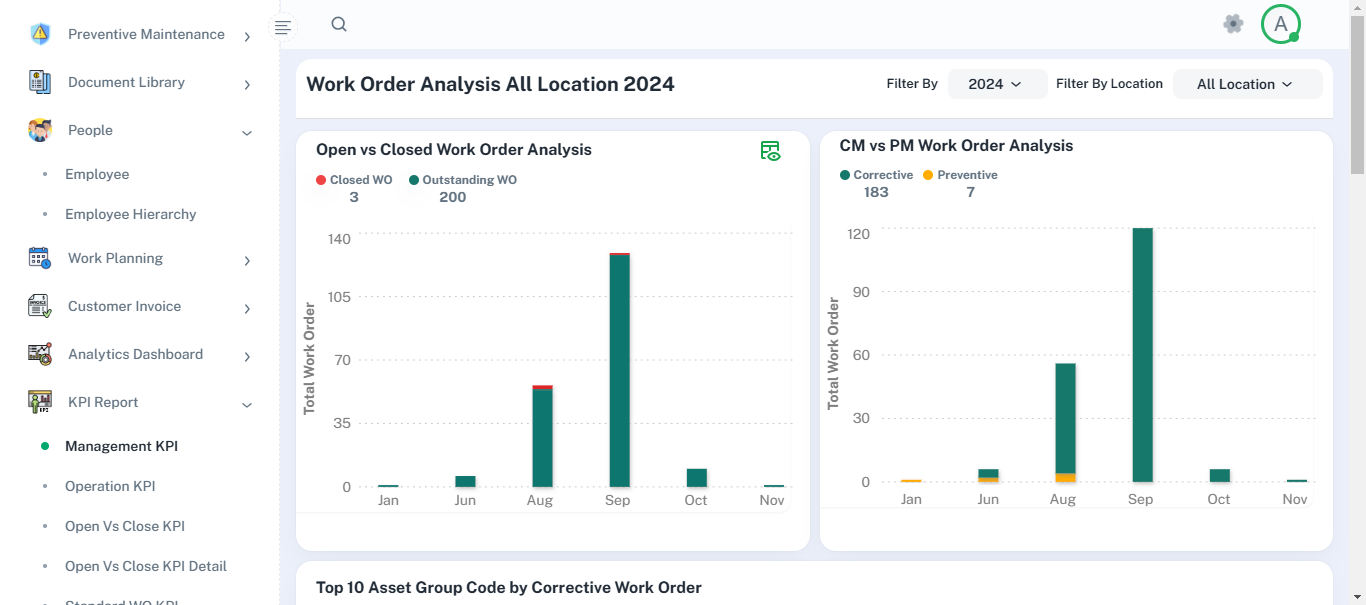 Preventive Maintenance
Document Library
People
Employee
Employee Hierarchy
Work Planning
Customer Invoice
Analytics Dashboard
KPI Report
Management KPI
Operation KPI
Open Vs Close KPI
Open Vs Close KPI Detail
Standard WO KPI
A
Work Order Analysis All Location 2024
Filter By 2024 Filter By Location All Location
Open vs Closed Work Order Analysis
Closed WO Outstanding WO
3 200
Total Work Order
140
105
70
35
0
Jan Jun Aug Sep Oct Nov
CM vs PM Work Order Analysis
Corrective Preventive
183 7
Total Work Order
120
90
60
30
0
Jan Jun Aug Sep Oct Nov
Top 10 Asset Group Code by Corrective Work Order